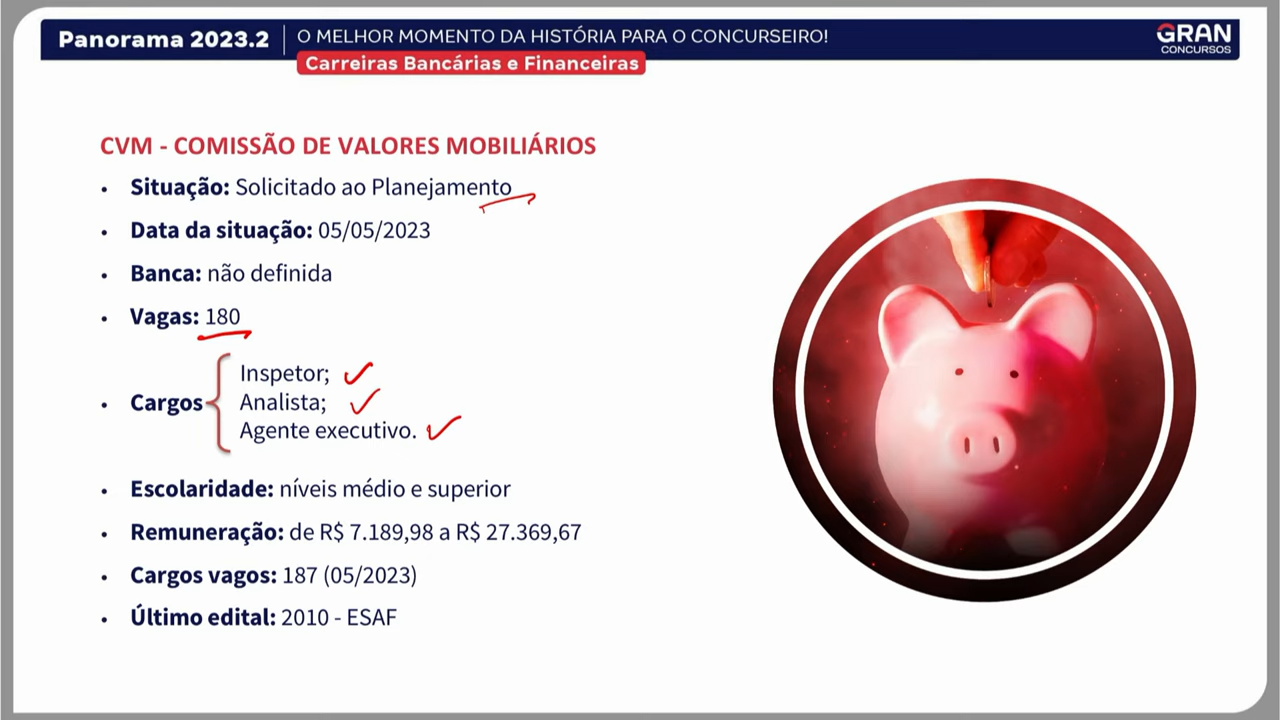 Panorama 2023.2
O MELHOR MOMENTO DA HISTÓRIA PARA O CONCURSEIRO!
Carreiras Bancárias e Financeiras
GRAN
CONCURSOS
CVM - COMISSÃO DE VALORES MOBILIÁRIOS
• Situação: Solicitado ao Planejamento
• Data da situação: 05/05/2023
• Banca: não definida
• Vagas: 180
• Cargos
Inspetor;
Analista;
Agente executivo.
• Escolaridade: níveis médio e superior
• Remuneração: de R$ 7.189,98 a R$ 27.369,67
• Cargos vagos: 187 (05/2023)
• Último edital: 2010 - ESAF